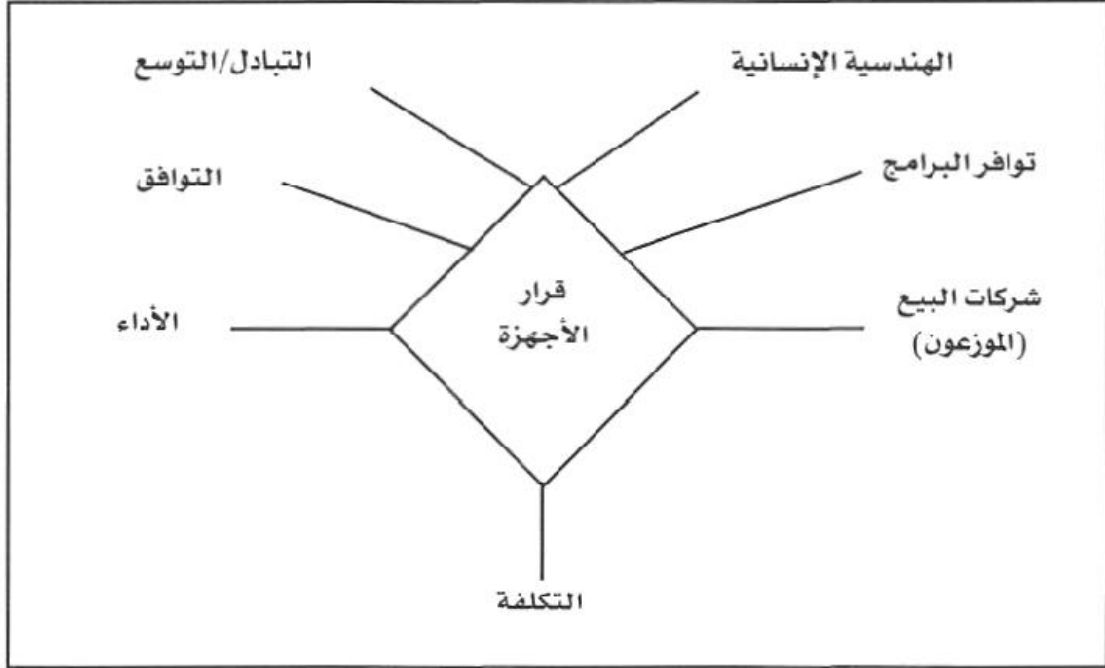 الهندسية الإنسانية
التبادل/التوسع
توافر البرامج
التوافق
شركات البيع
(الموزعون)
قرار
الأجهزة
الأداء
التكلفة